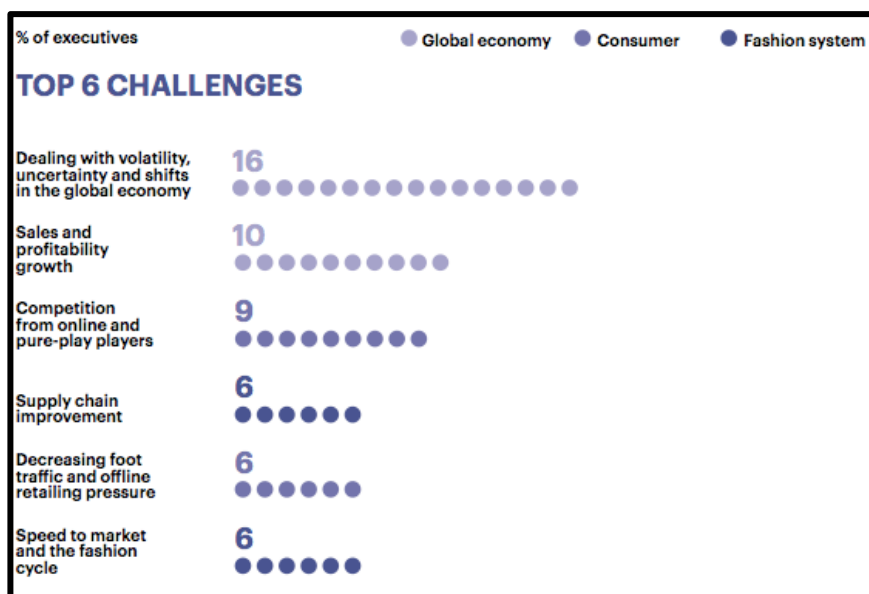 % of executives
Global economy
Consumer
Fashion system
TOP 6 CHALLENGES
Dealing with volatility,
uncertainty and shifts
in the global economy
16
Sales and
profitability
growth
10
Competition
from online and
pure-play players
9
Supply chain
improvement
6
Decreasing foot
traffic and offline
retailing pressure
6
Speed to market
and the fashion
cycle
6